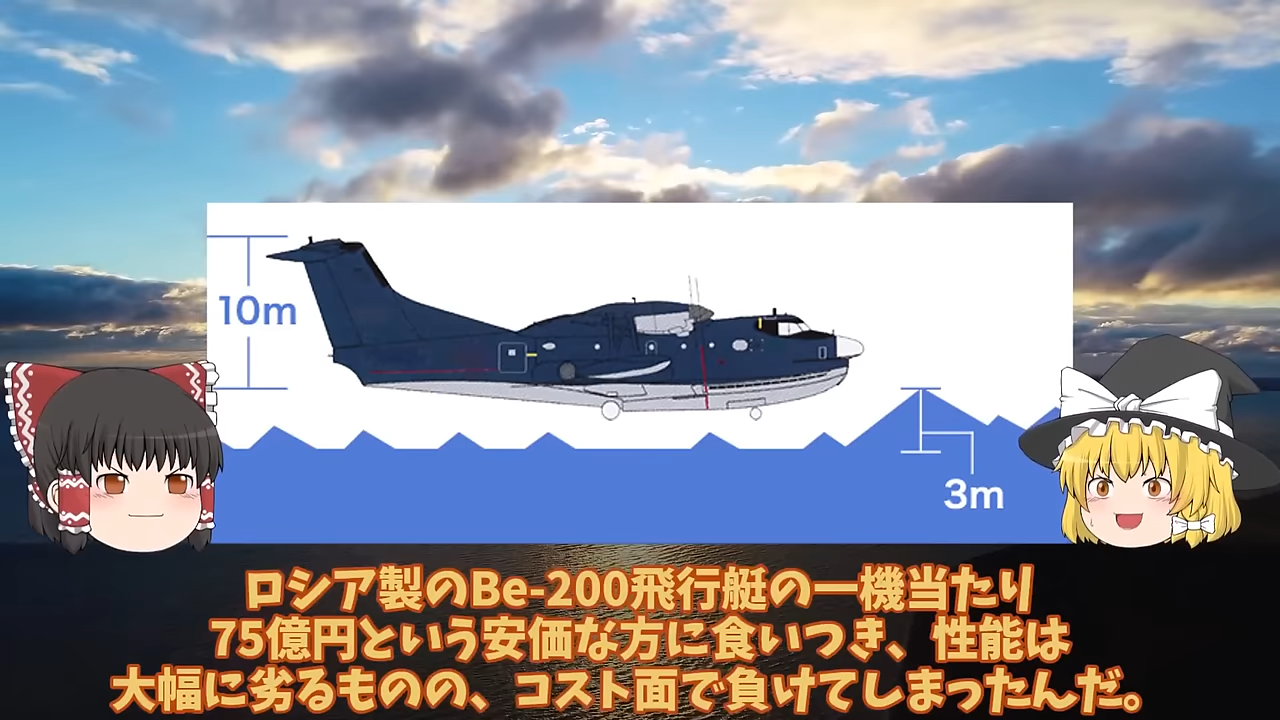 10m
3m
ロシア製のBe-200飛行艇の一機当たり
75億円という安価な方に食いつき、性能は
大幅に劣るものの、コスト面で負けてしまったんだ。